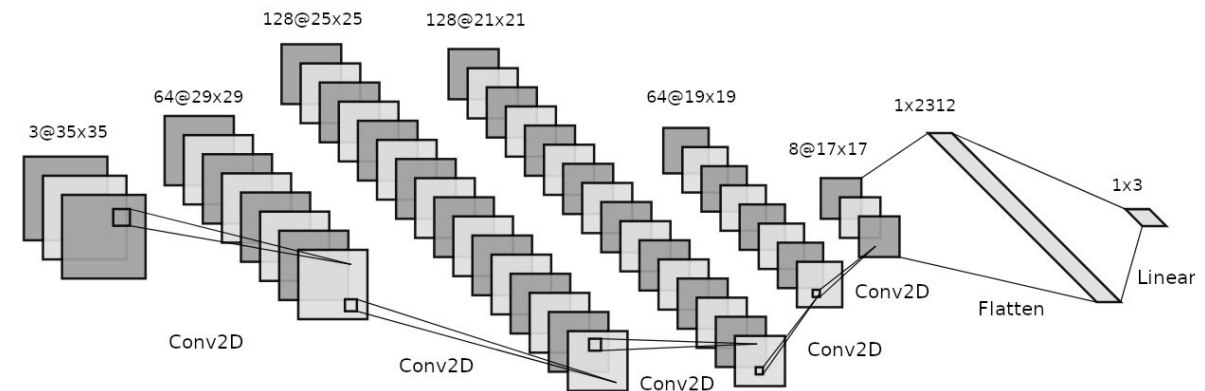 3@35x35
64@29x29
128@25x25
128@21x21
64@19x19
8@17x17
1x2312
1x3
Conv2D
Conv2D
Conv2D
Conv2D
Conv2D
Flatten
Linear